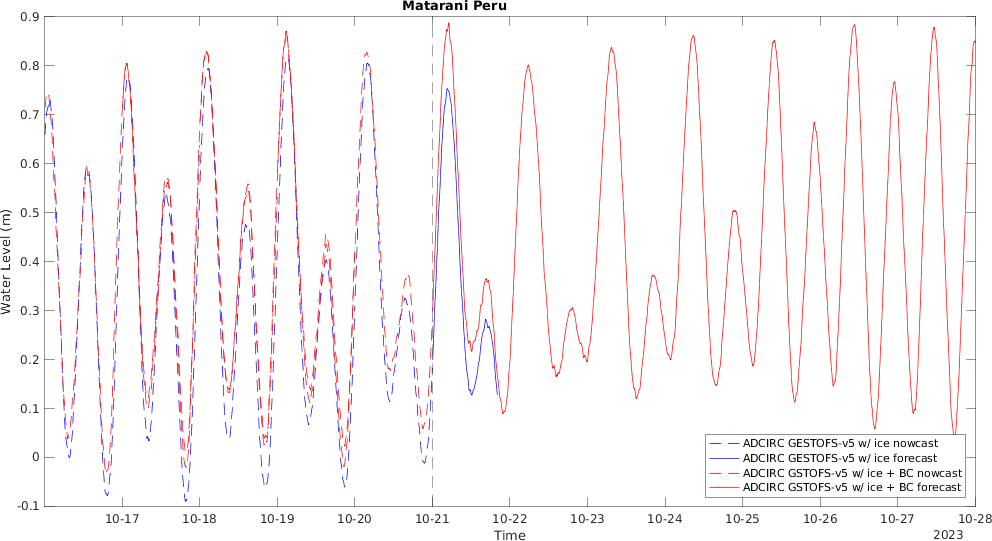 Matarani Peru
0.9
0.8
0.7
0.6
0.5
0.4
0.3
0.2
0.1
0
-0.1
Water Level (m)
10-17 10-18 10-19 10-20 10-21 10-22 10-23 10-24 10-25 10-26 10-27 10-28
Time
2023
ADCIRC GESTOFS-v5 w/ ice nowcast
ADCIRC GESTOFS-v5 w/ ice forecast
ADCIRC GSTOFS-v5 w/ ice + BC nowcast
ADCIRC GSTOFS-v5 w/ ice + BC forecast